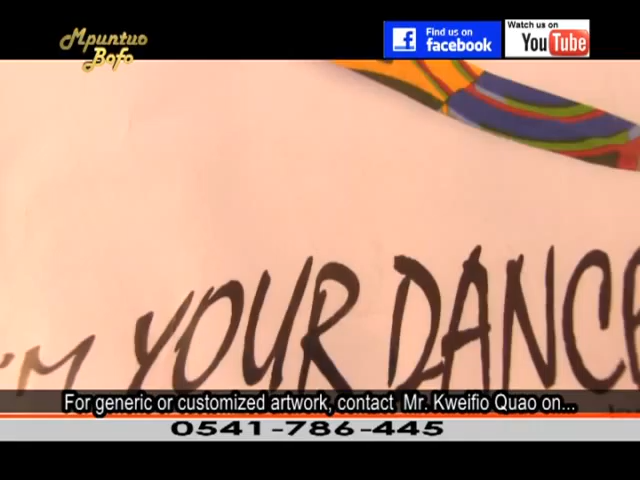 Mpuntuo
Bofo
Find us on
facebook
Watch us on
YouTube
I'M YOUR DANCE
For generic or customized artwork, contact Mr. Kweifio Quao on...
0541-786-445